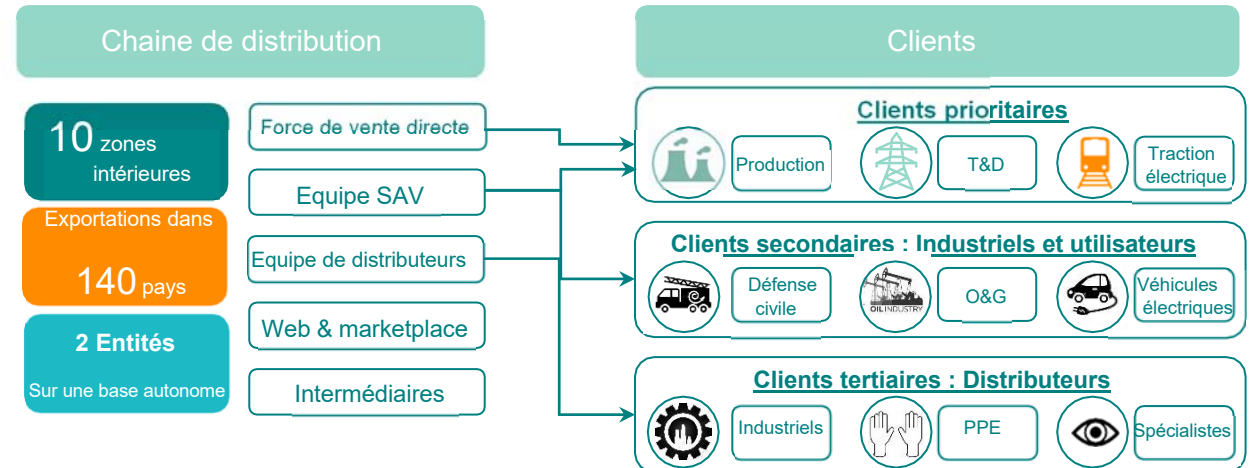 Chaine de distribution
Clients
10 zones
intérieures
Exportations dans
140 pays
2 Entités
Sur une base autonome
Force de vente directe
Equipe SAV
Equipe de distributeurs
Web & marketplace
Intermédiaires
Clients prioritaires
Production
T&D
Traction
électrique
Clients secondaires : Industriels et utilisateurs
Défense
civile
OIL INDUSTRY
O&G
Véhicules
électriques
Clients tertiaires : Distributeurs
Industriels
PPE
Spécialistes